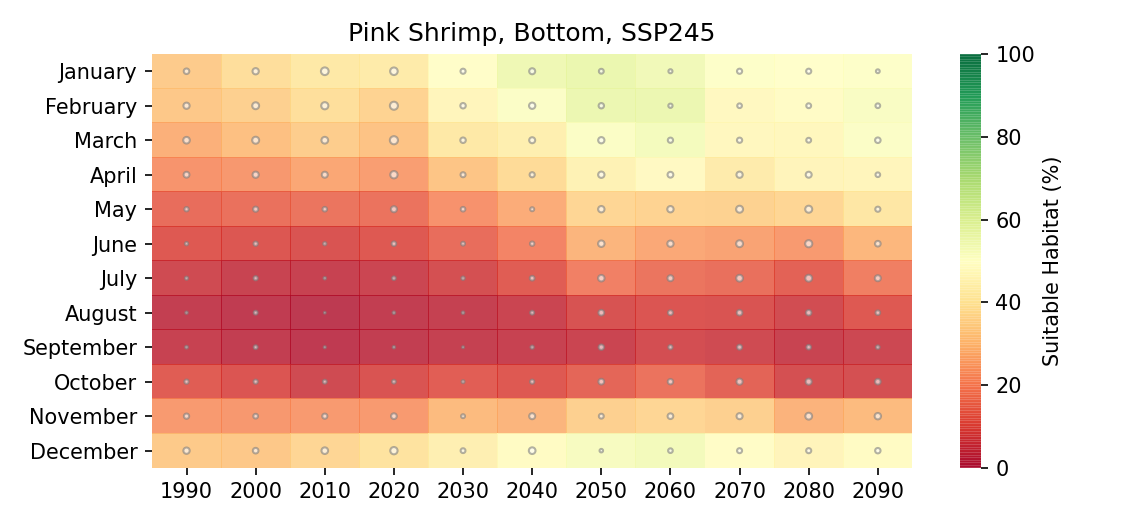 Pink Shrimp, Bottom, SSP245
January
February
March
April
May
June
July
August
September
October
November
December
1990 2000 2010 2020 2030 2040 2050 2060 2070 2080 2090
100
80
60
40
20
0
Suitable Habitat (%)